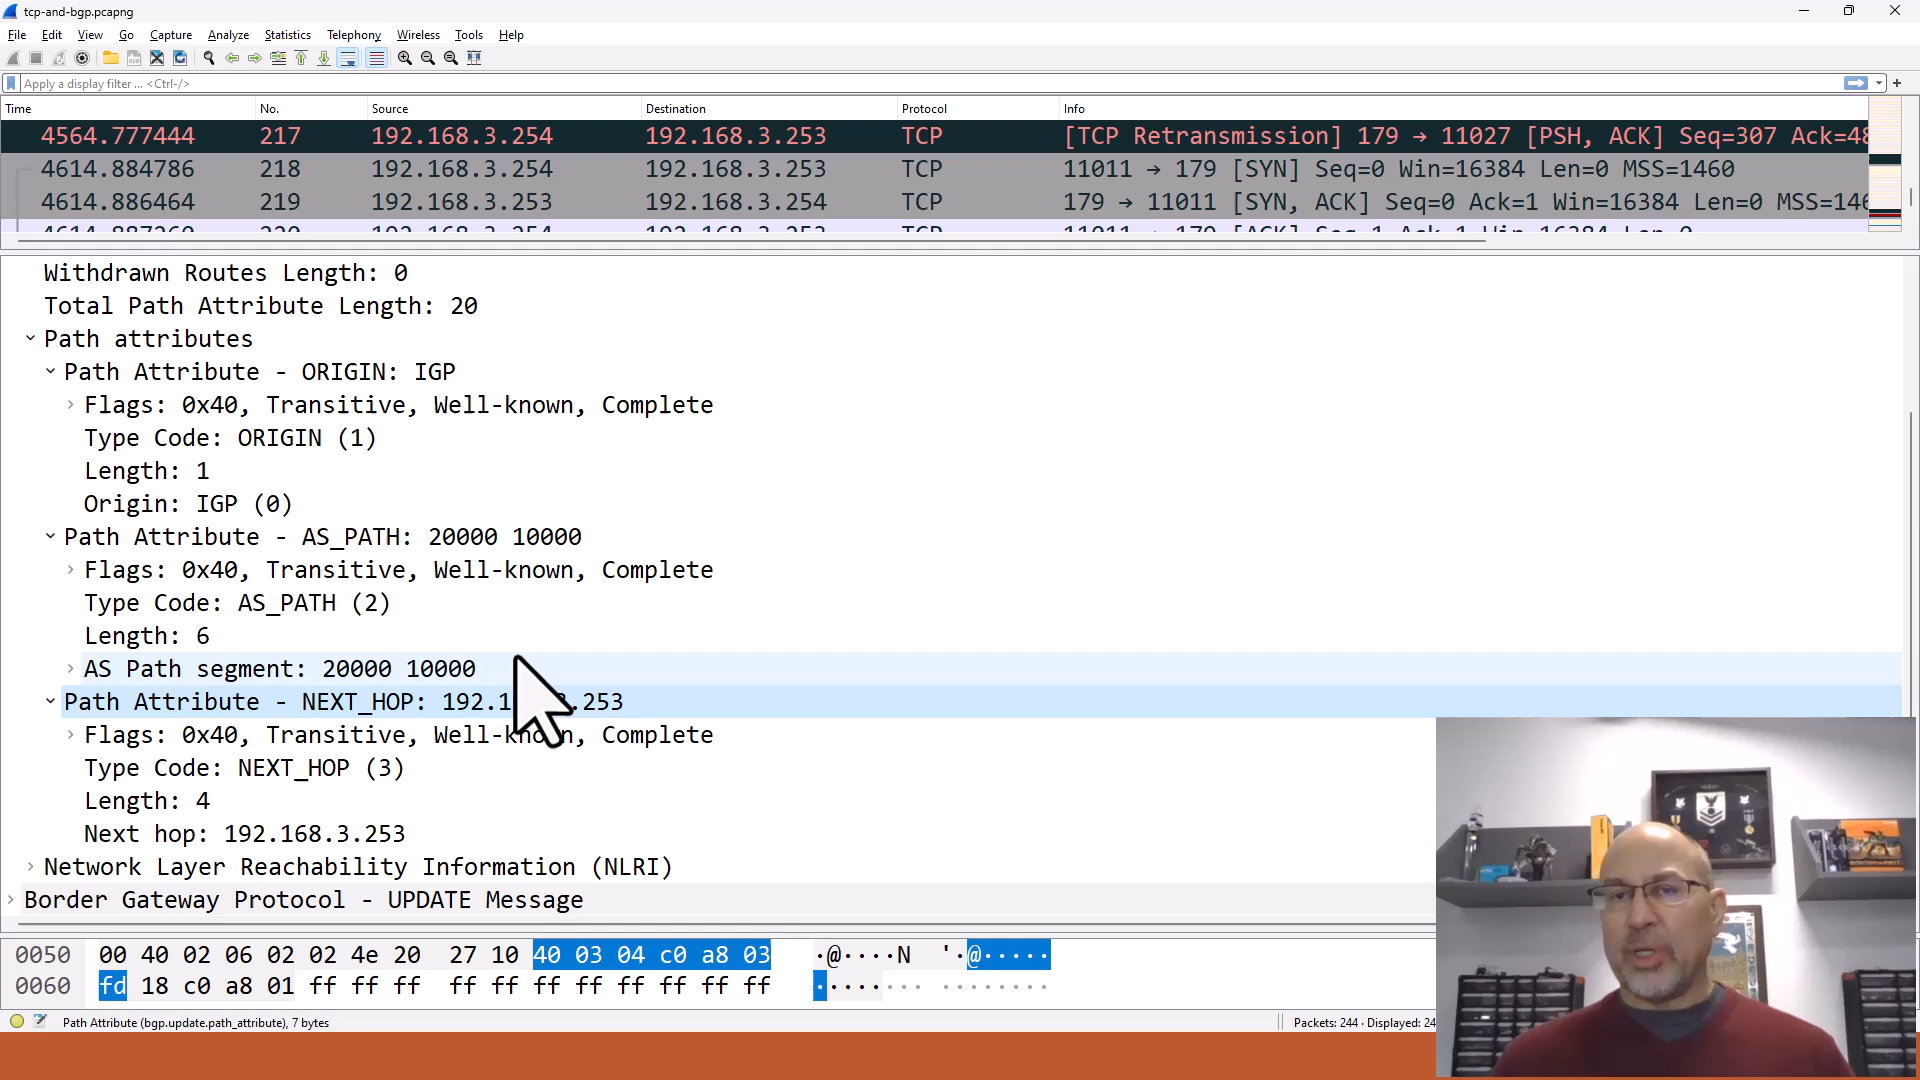 tcp-and-bgp.pcapng
File Edit View Go Capture Analyze Statistics Telephony Wireless Tools Help
Apply a display filter ... <Ctrl-/>
Time No. Source Destination Protocol Info
4564.777444 217 192.168.3.254 192.168.3.253 TCP [TCP Retransmission] 179 → 11027 [PSH, ACK] Seq=307 Ack=48
4614.884786 218 192.168.3.254 192.168.3.253 TCP 11011 → 179 [SYN] Seq=0 Win=16384 Len=0 MSS=1460
4614.886464 219 192.168.3.253 192.168.3.254 TCP 179 → 11011 [SYN, ACK] Seq=0 Ack=1 Win=16384 Len=0 MSS=146
Withdrawn Routes Length: 0
Total Path Attribute Length: 20
Path attributes
Path Attribute - ORIGIN: IGP
Flags: 0x40, Transitive, Well-known, Complete
Type Code: ORIGIN (1)
Length: 1
Origin: IGP (0)
Path Attribute - AS_PATH: 20000 10000
Flags: 0x40, Transitive, Well-known, Complete
Type Code: AS_PATH (2)
Length: 6
AS Path segment: 20000 10000
Path Attribute - NEXT_HOP: 192.1 .253
Flags: 0x40, Transitive, Well-known, Complete
Type Code: NEXT_HOP (3)
Length: 4
Next hop: 192.168.3.253
Network Layer Reachability Information (NLRI)
Border Gateway Protocol - UPDATE Message
0050 00 40 02 06 02 02 4e 20 27 10 40 03 04 c0 a8 03 ·@····N '·@·····
0060 fd 18 c0 a8 01 ff ff ff ff ff ff ff ff ff ff ff ········ ········
Path Attribute (bgp.update.path_attribute), 7 bytes
Packets: 244 · Displayed: 24